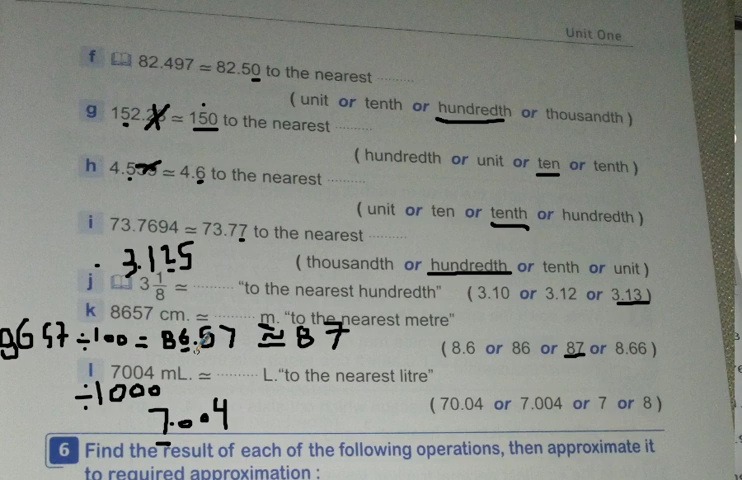 Unit One
f 82.497 ≃ 82.50 to the nearest ..........
( unit or tenth or hundredth or thousandth )
g 152. ≃ 150 to the nearest ..........
( hundredth or unit or ten or tenth )
h 4.5 ≃ 4.6 to the nearest ..........
( unit or ten or tenth or hundredth )
i 73.7694 ≃ 73.77 to the nearest ..........
( thousandth or hundredth or tenth or unit )
3.125
j 3 1/8 ≃ .......... "to the nearest hundredth" ( 3.10 or 3.12 or 3.13 )
k 8657 cm. ≃ .......... m. "to the nearest metre"
8657 ÷100 = 86.57 ≃ 87
( 8.6 or 86 or 87 or 8.66 )
l 7004 mL. ≃ .......... L. "to the nearest litre"
÷1000
7.004
( 70.04 or 7.004 or 7 or 8 )
6 Find the result of each of the following operations, then approximate it
to required approximation :